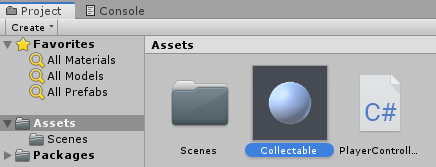 Project
Console
Create
Favorites
All Materials
All Models
All Prefabs
Assets
Scenes
Packages
Assets
Scenes
Collectable
C#
PlayerControll...